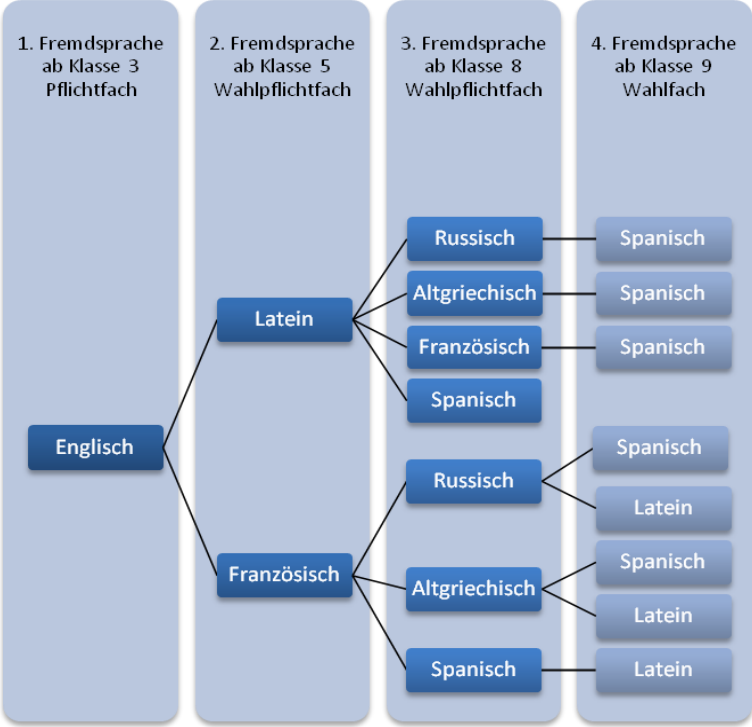 1. Fremdsprache
ab Klasse 3
Pflichtfach
2. Fremdsprache
ab Klasse 5
Wahlpflichtfach
3. Fremdsprache
ab Klasse 8
Wahlpflichtfach
4. Fremdsprache
ab Klasse 9
Wahlfach
Englisch
Latein
Französisch
Russisch
Altgriechisch
Französisch
Spanisch
Russisch
Altgriechisch
Spanisch
Spanisch
Spanisch
Spanisch
Spanisch
Latein
Spanisch
Latein
Latein